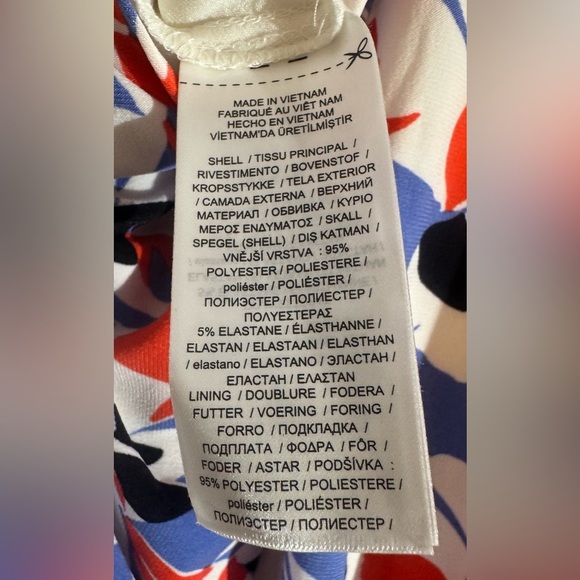 MADE IN VIETNAM
FABRIQUÉ AU VIÊT NAM
HECHO EN VIETNAM
VİETNAM'DA ÜRETİLMİŞTİR
SHELL / TISSU PRINCIPAL /
RIVESTIMENTO / BOVENSTOF /
KROPSSTYKKE / TELA EXTERIOR
/ CAMADA EXTERNA / ВЕРХНИЙ
МАТЕРИАЛ / ОБВИВКА / ΚΥΡΙΟ
ΜΕΡΟΣ ΕΝΔΥΜΑΤΟΣ / SKALL /
SPEGEL (SHELL) / DIŞ KATMAN /
VNĚJŠÍ VRSTVA : 95%
POLYESTER / POLIESTERE /
poliéster / POLIÉSTER /
ПОЛИЭСТЕР / ПОЛИЕСТЕР /
ΠΟΛΥΕΣΤΕΡΑΣ
5% ELASTANE / ÉLASTHANNE /
ELASTAN / ELASTAAN / ELASTHAN
/ elastano / ELASTANO / ЭЛАСТАН /
ЕЛАСТАН / ΕΛΑΣΤΑΝ
LINING / DOUBLURE / FODERA /
FUTTER / VOERING / FORING /
FORRO / ПОДКЛАДКА /
ПОДПЛАТА / ΦΟΔΡΑ / FÔR /
FODER / ASTAR / PODŠÍVKA :
95% POLYESTER / POLIESTERE /
poliéster / POLIÉSTER /
ПОЛИЭСТЕР / ПОЛИЕСТЕР /